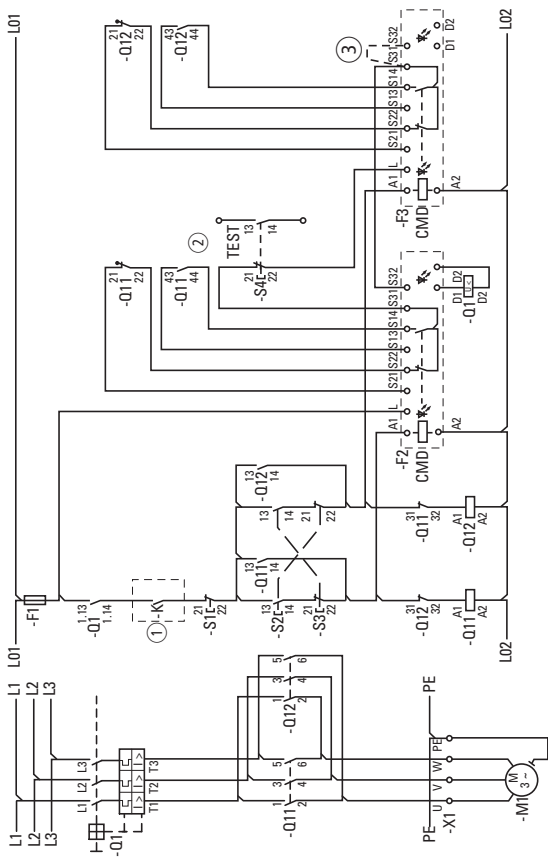 L1
L2
L3
L01
L01
L1
L2
L3
-F1
L01
-Q1
L1
L2
L3
I> I> I>
T1
T2
T3
-Q1
1.13
1.14
1
-K
-S1
21
22
-Q11
1
3
5
2
4
6
-Q12
1
3
5
2
4
6
-S2
13
14
-S3
21
22
-Q11
13
14
13
14
21
22
-Q12
13
14
-Q12
31
32
-Q11
31
32
-Q11
A1
A2
-Q12
A1
A2
L02
PE
PE
-X1
U
V
W
PE
-M1
M
3 ~
-Q11
21
22
-Q11
43
44
2
TEST
-S4
21
22
13
14
-F2
CMD
A1
L
S21
S22
S13
S14
S31
S32
A2
D1
D2
-Q1
U<
D1
D2
-Q12
21
22
-Q12
43
44
3
-F3
CMD
A1
L
S21
S22
S13
S14
S31
S32
A2
D1
D2
L02